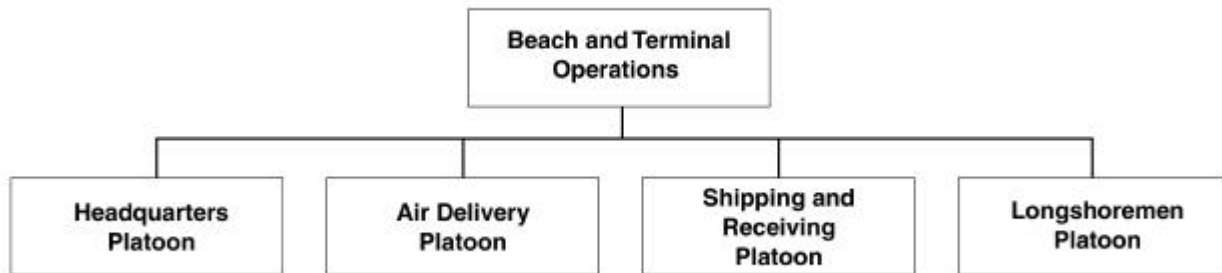 Beach and Terminal
Operations
Headquarters
Platoon
Air Delivery
Platoon
Shipping and
Receiving
Platoon
Longshoremen
Platoon